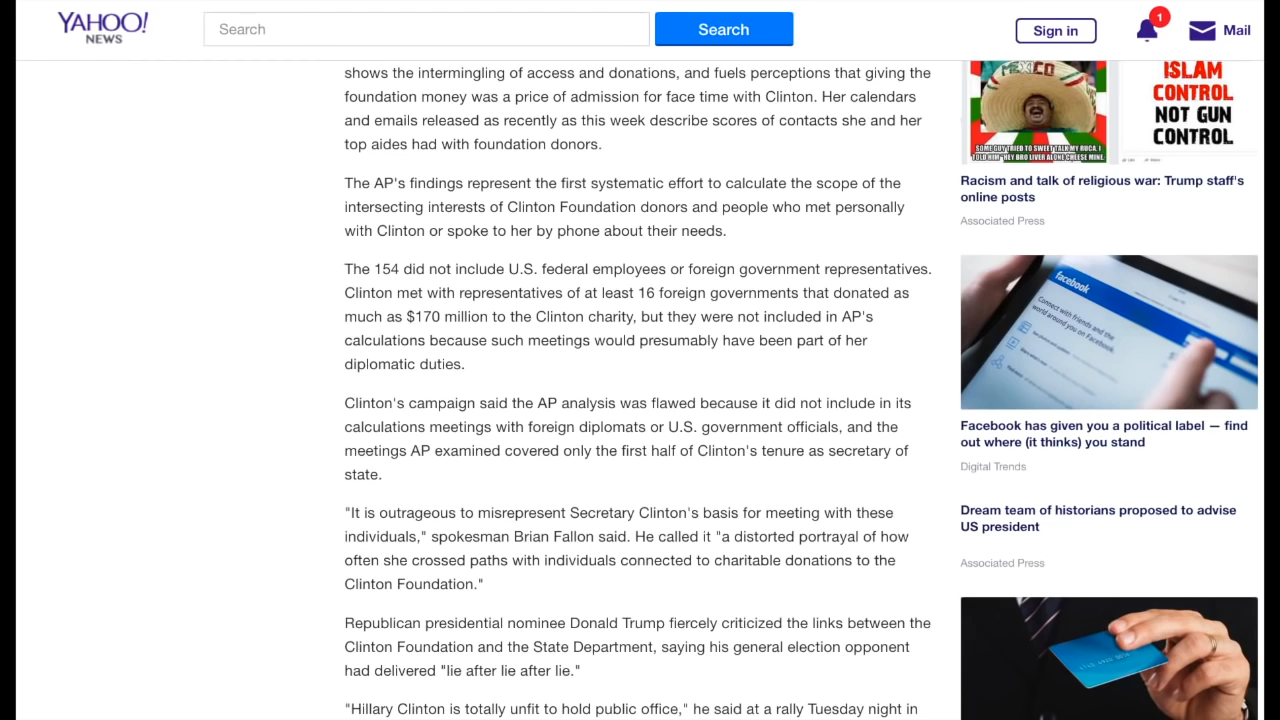 YAHOO!
NEWS
Search
Search
Sign in
1
Mail
shows the intermingling of access and donations, and fuels perceptions that giving the
foundation money was a price of admission for face time with Clinton. Her calendars
and emails released as recently as this week describe scores of contacts she and her
top aides had with foundation donors.
The AP's findings represent the first systematic effort to calculate the scope of the
intersecting interests of Clinton Foundation donors and people who met personally
with Clinton or spoke to her by phone about their needs.
The 154 did not include U.S. federal employees or foreign government representatives.
Clinton met with representatives of at least 16 foreign governments that donated as
much as $170 million to the Clinton charity, but they were not included in AP's
calculations because such meetings would presumably have been part of her
diplomatic duties.
Clinton's campaign said the AP analysis was flawed because it did not include in its
calculations meetings with foreign diplomats or U.S. government officials, and the
meetings AP examined covered only the first half of Clinton's tenure as secretary of
state.
"It is outrageous to misrepresent Secretary Clinton's basis for meeting with these
individuals," spokesman Brian Fallon said. He called it "a distorted portrayal of how
often she crossed paths with individuals connected to charitable donations to the
Clinton Foundation."
Republican presidential nominee Donald Trump fiercely criticized the links between the
Clinton Foundation and the State Department, saying his general election opponent
had delivered "lie after lie after lie."
"Hillary Clinton is totally unfit to hold public office," he said at a rally Tuesday night in
MEXICO
SOME GUY TRIED TO SWEET TALK MY RUCA, I
TOLD HIM "HEY BRO LIVER ALONE CHEESE MINE.
ISLAM
CONTROL
NOT GUN
CONTROL
Racism and talk of religious war: Trump staff's
online posts
Associated Press
facebook
Connect with friends and the
world around you on Facebook.
Facebook has given you a political label — find
out where (it thinks) you stand
Digital Trends
Dream team of historians proposed to advise
US president
Associated Press